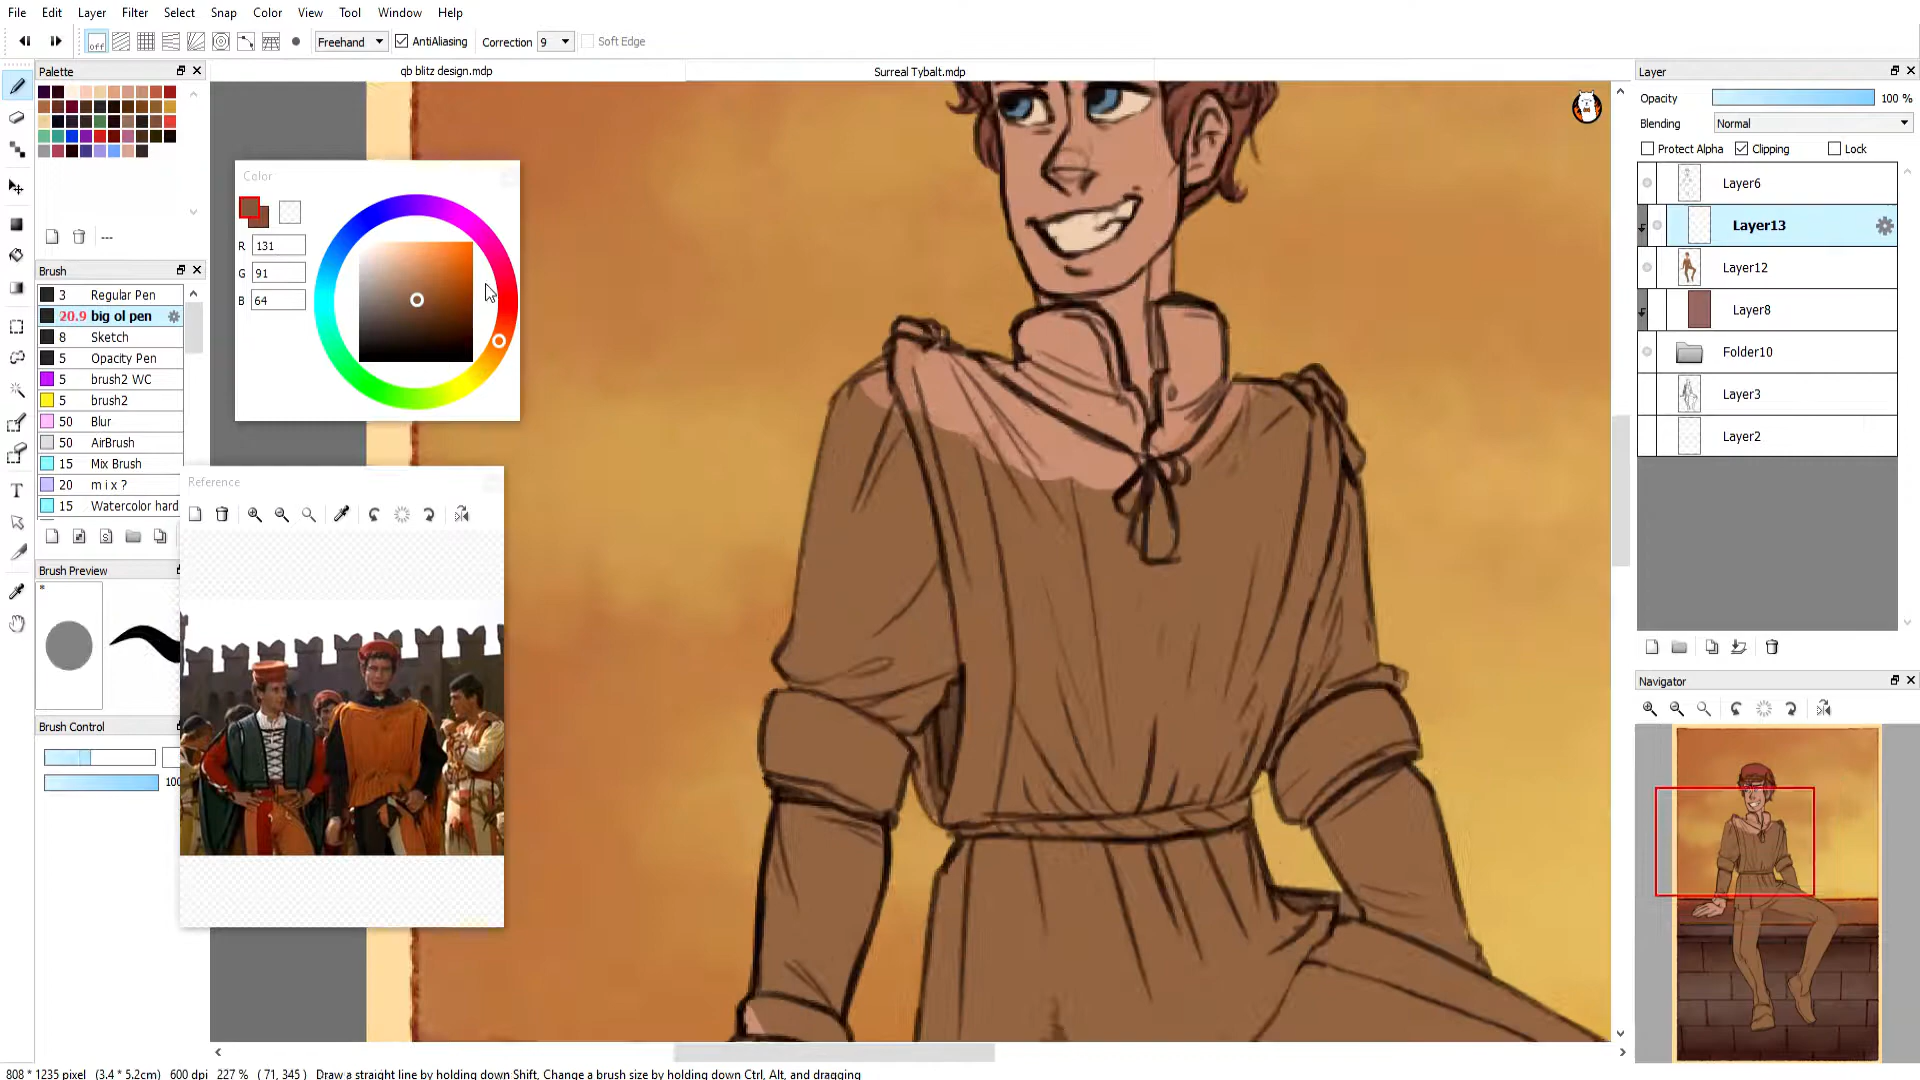 File Edit Layer Filter Select Snap Color View Tool Window Help
off Freehand AntiAliasing Correction 9 Soft Edge
Palette
qb blitz design.mdp
Surreal Tybalt.mdp
---
Brush
3 Regular Pen
20.9 big ol pen
8 Sketch
5 Opacity Pen
5 brush2 WC
5 brush2
50 Blur
50 AirBrush
15 Mix Brush
20 m i x ?
15 Watercolor hard
Brush Preview
*
Brush Control
100
Color
R 131
G 91
B 64
Reference
Layer
Opacity 100 %
Blending Normal
Protect Alpha Clipping Lock
Layer6
Layer13
Layer12
Layer8
Folder10
Layer3
Layer2
Navigator
808 * 1235 pixel (3.4 * 5.2cm) 600 dpi 227 % ( 71, 345 ) Draw a straight line by holding down Shift, Change a brush size by holding down Ctrl, Alt, and dragging